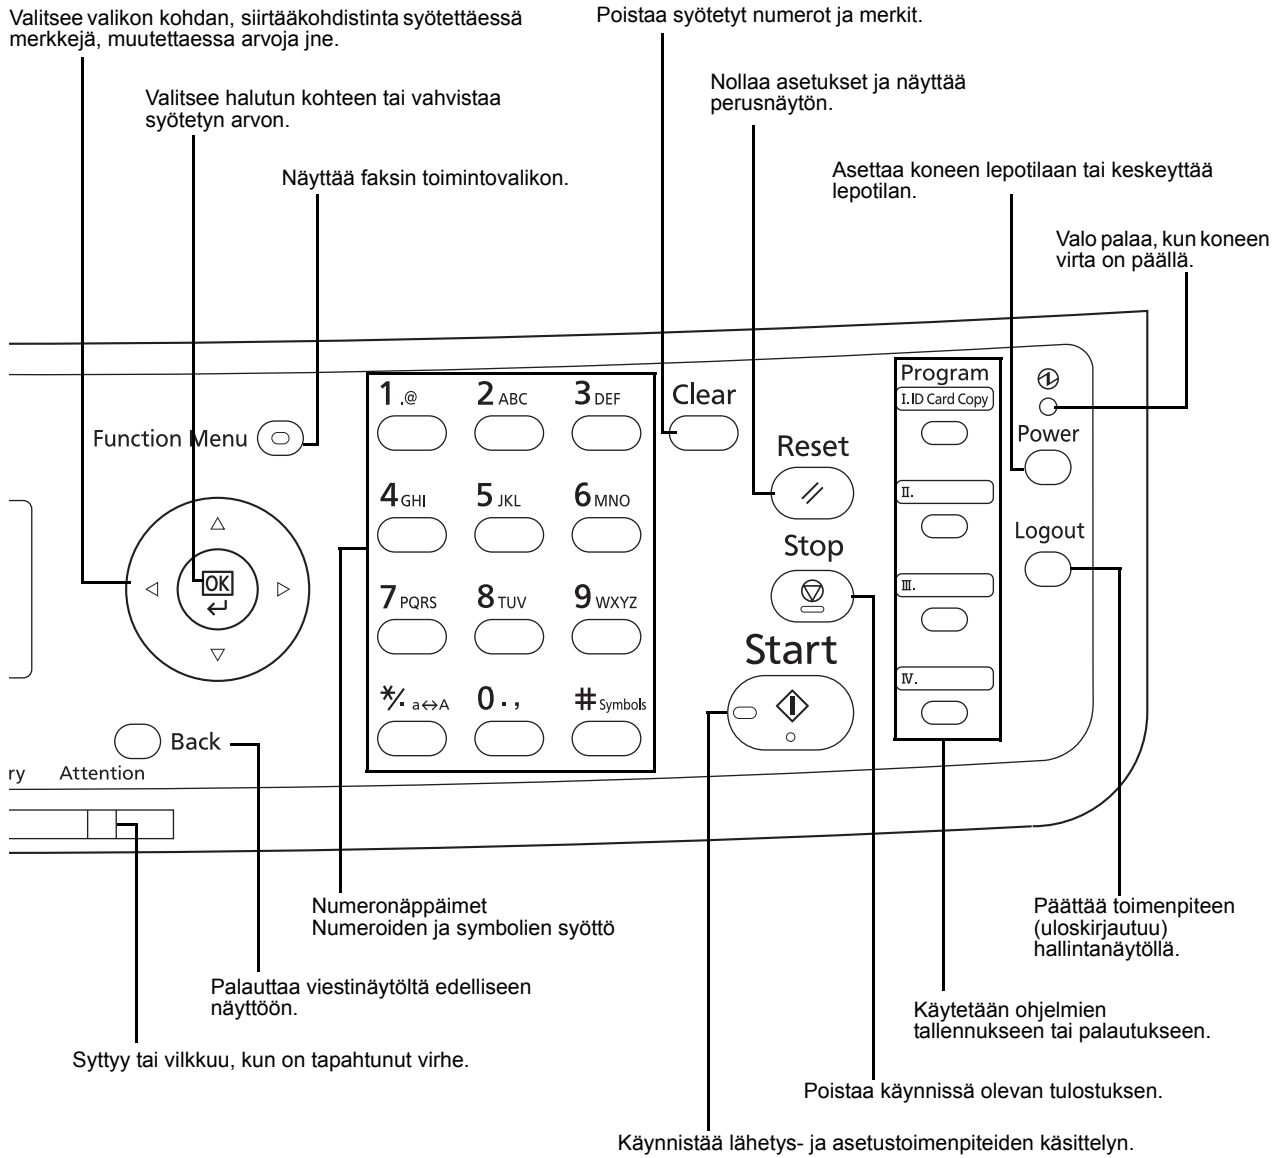 Valitsee valikon kohdan, siirtääkohdistinta syötettäessä
merkkejä, muutettaessa arvoja jne.
Poistaa syötetyt numerot ja merkit.
Valitsee halutun kohteen tai vahvistaa
syötetyn arvon.
Nollaa asetukset ja näyttää
perusnäytön.
Näyttää faksin toimintovalikon.
Asettaa koneen lepotilaan tai keskeyttää
lepotilan.
Valo palaa, kun koneen
virta on päällä.
Function Menu
1 .@
2 ABC
3 DEF
Clear
Program
I.ID Card Copy
Power
Reset
4 GHI
5 JKL
6 MNO
II.
Stop
Logout
OK
7 PQRS
8 TUV
9 WXYZ
III.
Start
*/. a↔A
0 . ,
# Symbols
IV.
Back
ry
Attention
Numeronäppäimet
Numeroiden ja symbolien syöttö
Päättää toimenpiteen
(uloskirjautuu)
hallintanäytöllä.
Palauttaa viestinäytöltä edelliseen
näyttöön.
Käytetään ohjelmien
tallennukseen tai palautukseen.
Syttyy tai vilkkuu, kun on tapahtunut virhe.
Poistaa käynnissä olevan tulostuksen.
Käynnistää lähetys- ja asetustoimenpiteiden käsittelyn.